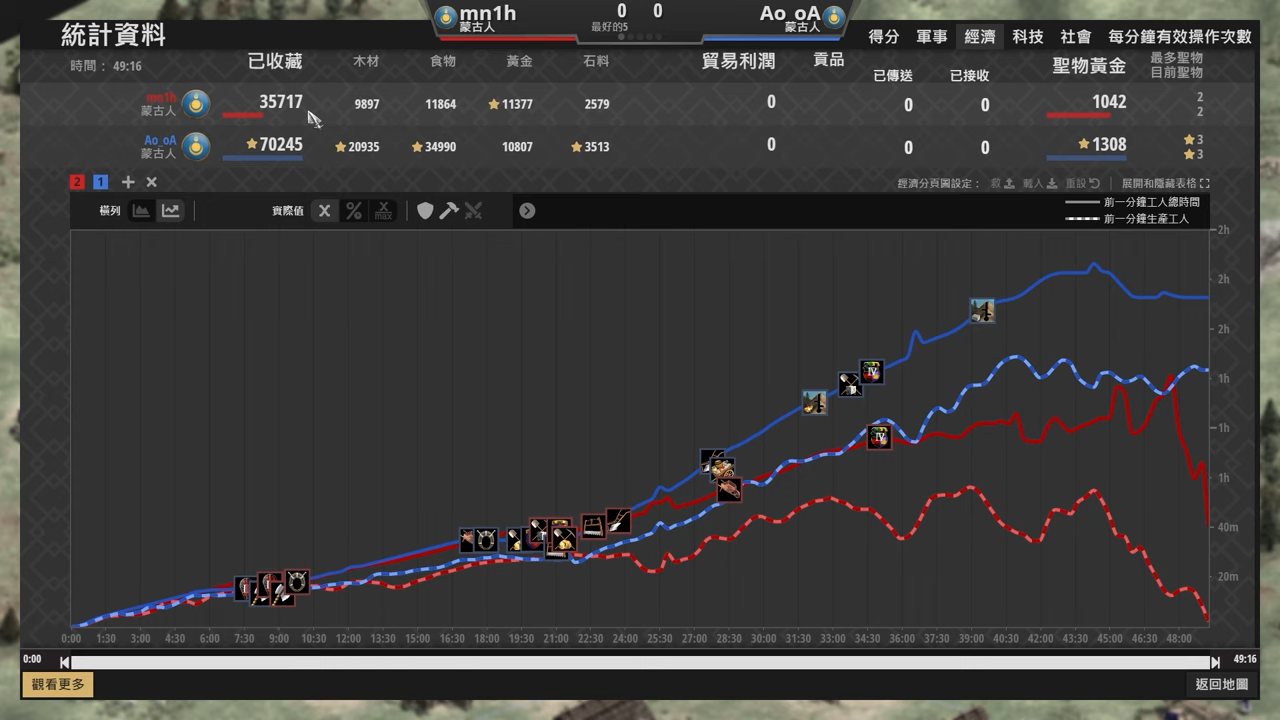 mn1h 0 0 Ao_oA
蒙古人 最好的5 蒙古人
統計資料
得分 軍事 經濟 科技 社會 每分鐘有效操作次數
時間： 49:16
已收藏 木材 食物 黃金 石料 貿易利潤 貢品 已傳送 已接收 聖物黃金 最多聖物
目前聖物
mn1h 35717 9897 11864 11377 2579 0 0 0 1042 2
蒙古人 2
Ao_oA 70245 20935 34990 10807 3513 0 0 0 1308 3
蒙古人 3
2 1 + ×
經濟分頁圖設定： 載入 重設 展開和隱藏表格
橫列 實際值 X % X/max
前一分鐘工人總時間
前一分鐘生產工人
2h
2h
2h
1h
1h
1h
40m
20m
IV
IV
0:00 1:30 3:00 4:30 6:00 7:30 9:00 10:30 12:00 13:30 15:00 16:30 18:00 19:30 21:00 22:30 24:00 25:30 27:00 28:30 30:00 31:30 33:00 34:30 36:00 37:30 39:00 40:30 42:00 43:30 45:00 46:30 48:00
0:00 49:16
觀看更多 返回地圖